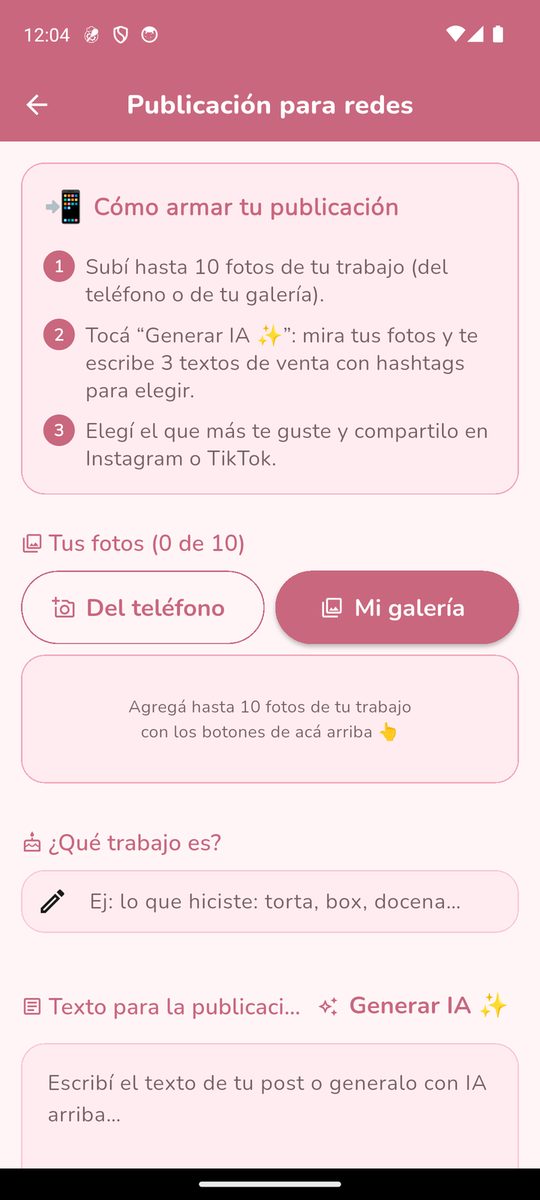 12:04
Publicación para redes
Cómo armar tu publicación
1 Subí hasta 10 fotos de tu trabajo (del
teléfono o de tu galería).
2 Tocá “Generar IA ✨”: mira tus fotos y te
escribe 3 textos de venta con hashtags
para elegir.
3 Elegí el que más te guste y compartilo en
Instagram o TikTok.
Tus fotos (0 de 10)
Del teléfono
Mi galería
Agregá hasta 10 fotos de tu trabajo
con los botones de acá arriba 👆
¿Qué trabajo es?
Ej: lo que hiciste: torta, box, docena...
Texto para la publicaci...
Generar IA ✨
Escribí el texto de tu post o generalo con IA
arriba...